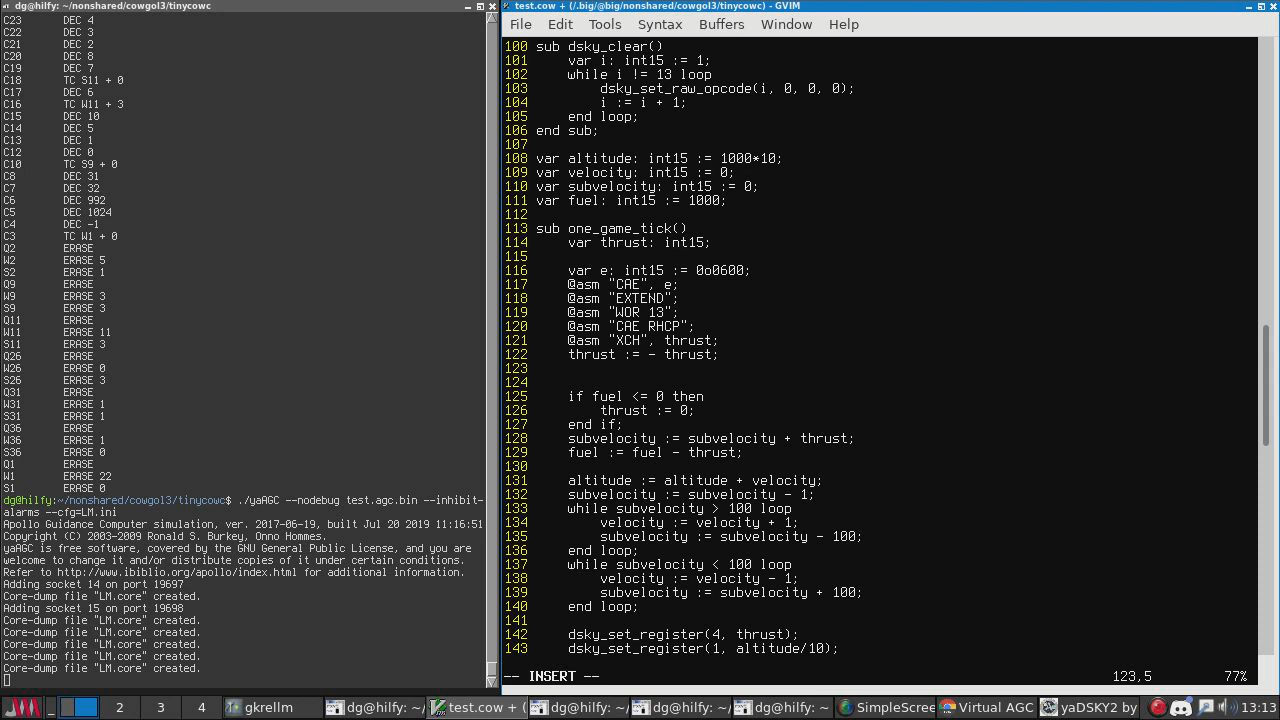 dg@hilfy: ~/nonshared/cowgol3/tinycowc
C23 DEC 4
C22 DEC 3
C21 DEC 2
C20 DEC 8
C19 DEC 7
C18 TC S11 + 0
C17 DEC 6
C16 TC W11 + 3
C15 DEC 10
C14 DEC 5
C13 DEC 1
C12 DEC 0
C10 TC S9 + 0
C8 DEC 31
C7 DEC 32
C6 DEC 992
C5 DEC 1024
C4 DEC -1
C3 TC W1 + 0
Q2 ERASE
W2 ERASE 5
S2 ERASE 1
Q9 ERASE
W9 ERASE 3
S9 ERASE 3
Q11 ERASE
W11 ERASE 11
S11 ERASE 3
Q26 ERASE
W26 ERASE 0
S26 ERASE 3
Q31 ERASE
W31 ERASE 1
S31 ERASE 1
Q36 ERASE
W36 ERASE 1
S36 ERASE 0
Q1 ERASE
W1 ERASE 22
S1 ERASE 0
dg@hilfy:~/nonshared/cowgol3/tinycowc$ ./yaAGC --nodebug test.agc.bin --inhibit-
alarms --cfg=LM.ini
Apollo Guidance Computer simulation, ver. 2017-06-19, built Jul 20 2019 11:16:51
Copyright (C) 2003-2009 Ronald S. Burkey, Onno Hommes.
yaAGC is free software, covered by the GNU General Public License, and you are
welcome to change it and/or distribute copies of it under certain conditions.
Refer to http://www.ibiblio.org/apollo/index.html for additional information.
Adding socket 14 on port 19697
Core-dump file "LM.core" created.
Adding socket 15 on port 19698
Core-dump file "LM.core" created.
Core-dump file "LM.core" created.
Core-dump file "LM.core" created.
Core-dump file "LM.core" created.
Core-dump file "LM.core" created.
test.cow + (/.big/@big/nonshared/cowgol3/tinycowc) - GVIM
File Edit Tools Syntax Buffers Window Help
100 sub dsky_clear()
101 var i: int15 := 1;
102 while i != 13 loop
103 dsky_set_raw_opcode(i, 0, 0, 0);
104 i := i + 1;
105 end loop;
106 end sub;
107
108 var altitude: int15 := 1000*10;
109 var velocity: int15 := 0;
110 var subvelocity: int15 := 0;
111 var fuel: int15 := 1000;
112
113 sub one_game_tick()
114 var thrust: int15;
115
116 var e: int15 := 0o0600;
117 @asm "CAE", e;
118 @asm "EXTEND";
119 @asm "WOR 13";
120 @asm "CAE RHCP";
121 @asm "XCH", thrust;
122 thrust := - thrust;
123
124
125 if fuel <= 0 then
126 thrust := 0;
127 end if;
128 subvelocity := subvelocity + thrust;
129 fuel := fuel - thrust;
130
131 altitude := altitude + velocity;
132 subvelocity := subvelocity - 1;
133 while subvelocity > 100 loop
134 velocity := velocity + 1;
135 subvelocity := subvelocity - 100;
136 end loop;
137 while subvelocity < 100 loop
138 velocity := velocity - 1;
139 subvelocity := subvelocity + 100;
140 end loop;
141
142 dsky_set_register(4, thrust);
143 dsky_set_register(1, altitude/10);
-- INSERT -- 123,5 77%
2 3 4 gkrellm dg@hilfy: ~/ test.cow + ( dg@hilfy: ~/ dg@hilfy: ~/ dg@hilfy: ~/ SimpleScree Virtual AGC yaDSKY2 by 13:13